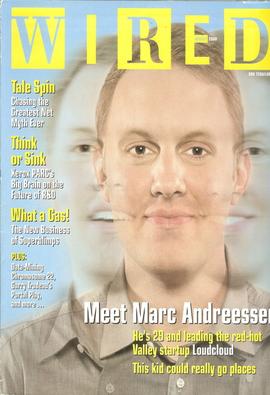 WIRED
Tale Spin
Chasing the
Greatest Net
Myth Ever
Think
or Sink
Xerox PARC's
Big Brain on the
Future of R&D
What a Gas!
The New Business
of Superblimps
PLUS:
Data-Mining
Chromosome 22,
Garry Trudeau's
Portal Play,
and more ...
Meet Marc Andreessen
He's 29 and leading the red-hot
Valley startup Loudcloud
This kid could really go places